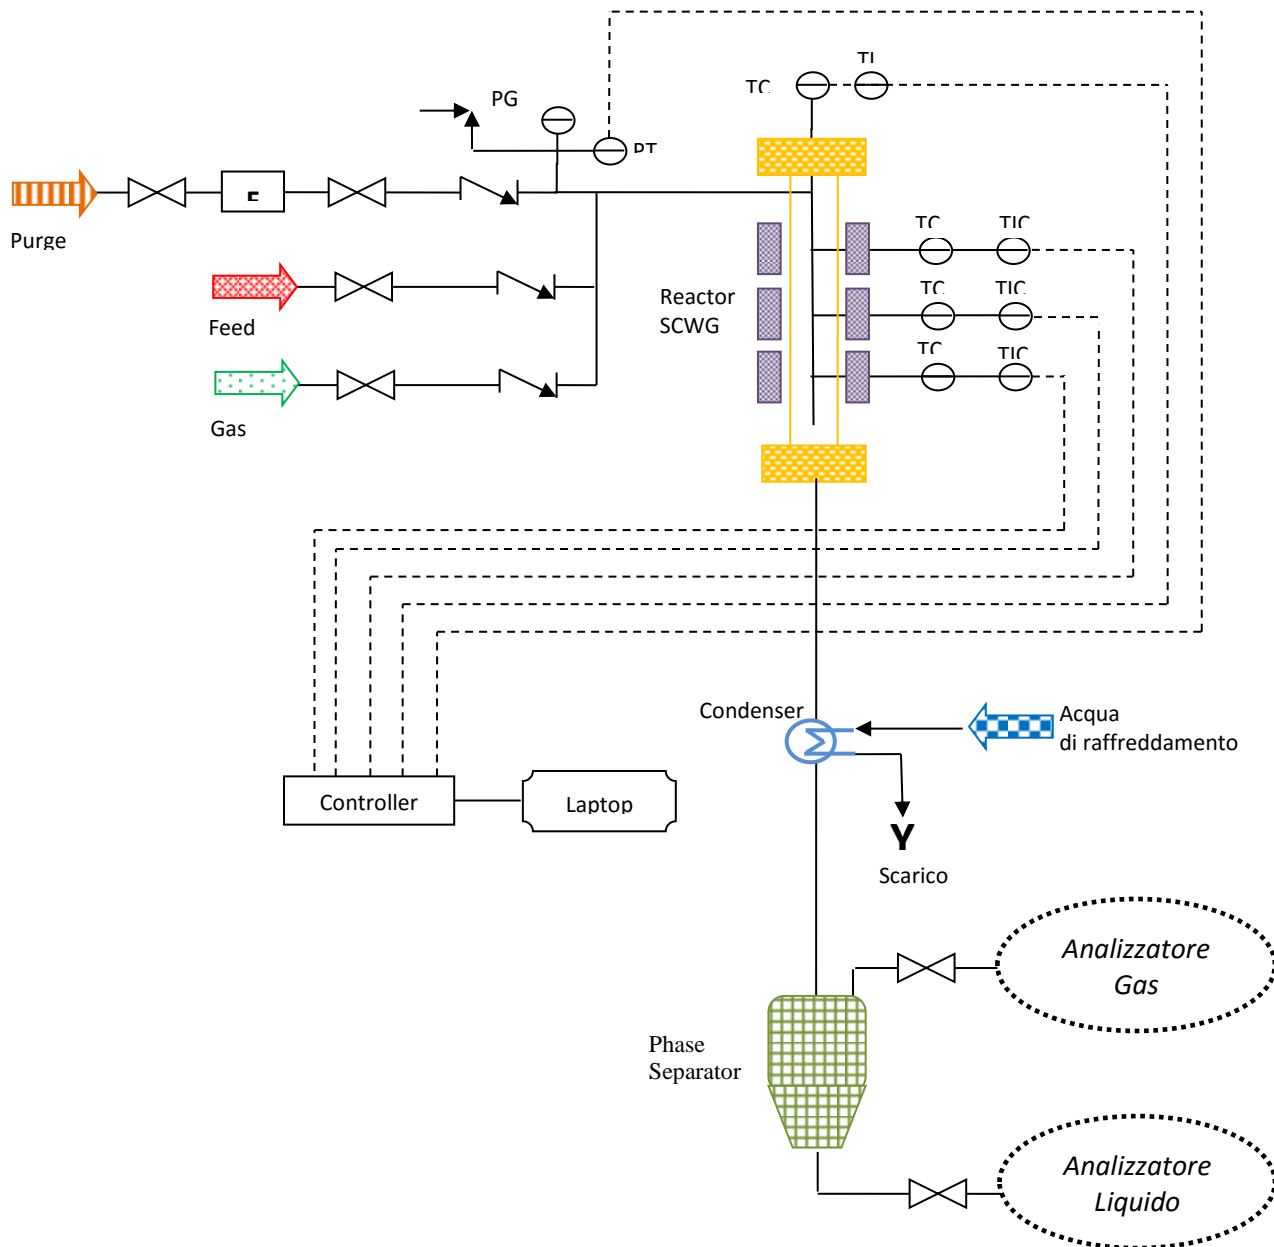 TI
TC
PG
PT
Purge
TC
TIC
Reactor
SCWG
TC
TIC
Feed
TC
TIC
Gas
Condenser
Acqua
di raffreddamento
Controller
Laptop
Y
Scarico
Analizzatore
Gas
Phase
Separator
Analizzatore
Liquido